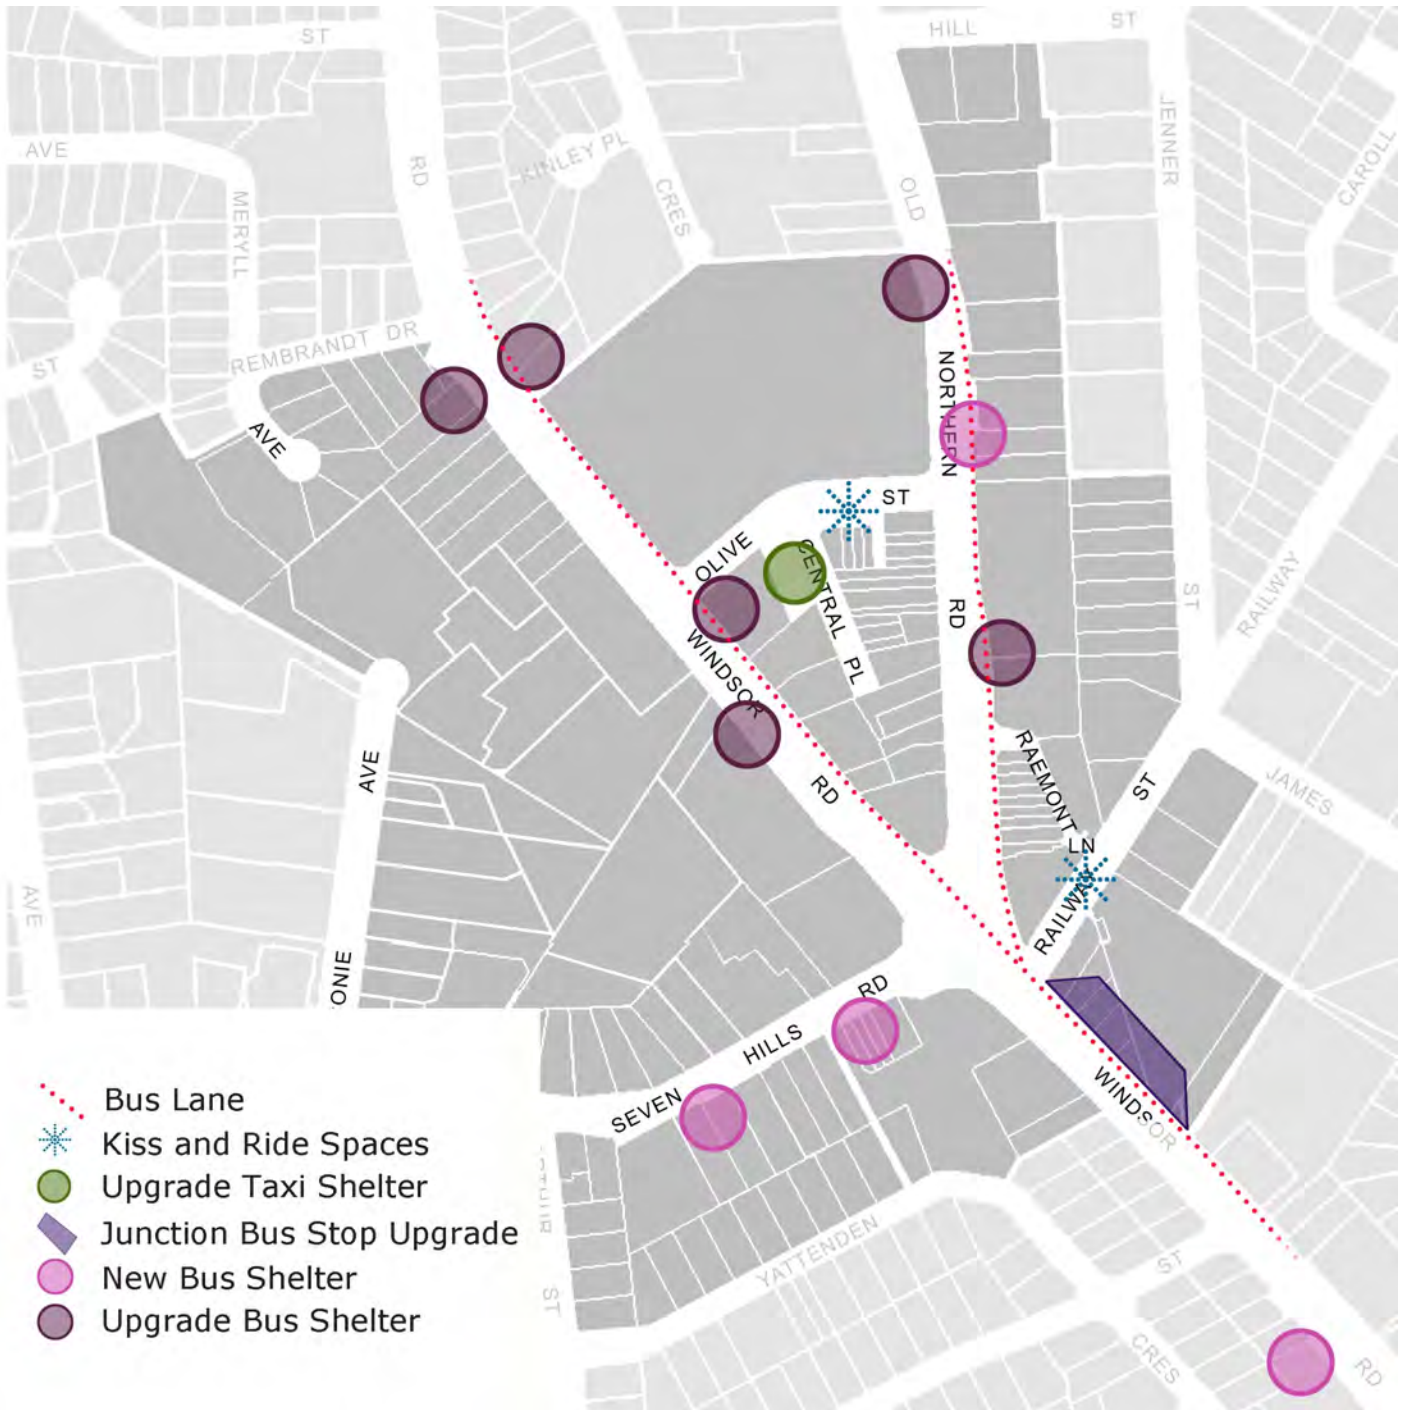 ST
HILL ST
AVE
RD
KINLEY PL
JENNER
CAROLL
MERYLL
CRES
OLD
REMBRANDT DR
ST
NORTHERN
AVE
OLIVE
ST
CENTRAL PL
RD
ST
RAILWAY
WINDSOR
RD
AVE
RAEMONT
LN
ST
JAMES
RAILWAY
AVE
ONIE
SEVEN HILLS RD
WINDSOR
YATTENDEN
ST
ST
CRES
RD
Bus Lane
Kiss and Ride Spaces
Upgrade Taxi Shelter
Junction Bus Stop Upgrade
New Bus Shelter
Upgrade Bus Shelter